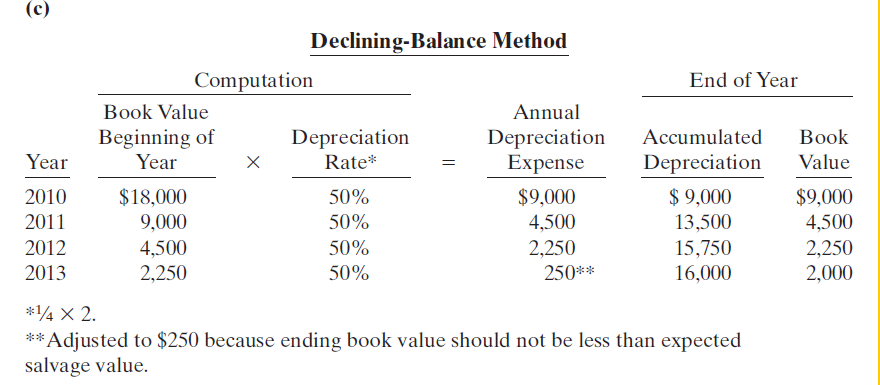 (c)
Declining-Balance Method
Computation End of Year
Book Value Annual
Beginning of Depreciation Depreciation Accumulated Book
Year Year × Rate* = Expense Depreciation Value
2010 $18,000 50% $9,000 $ 9,000 $9,000
2011 9,000 50% 4,500 13,500 4,500
2012 4,500 50% 2,250 15,750 2,250
2013 2,250 50% 250** 16,000 2,000
*¼ × 2.
**Adjusted to $250 because ending book value should not be less than expected
salvage value.